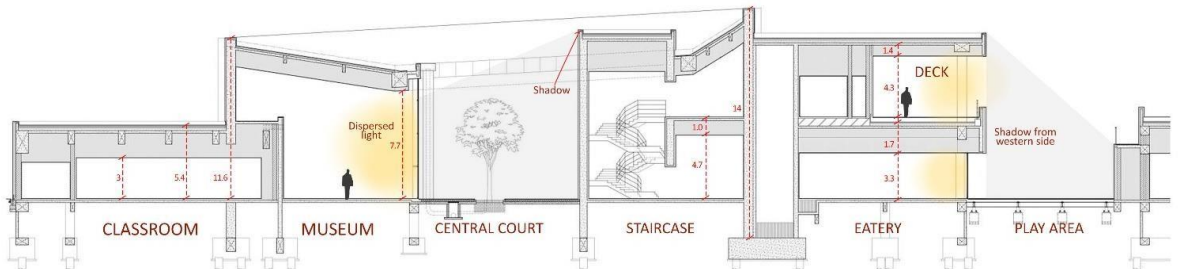 1.4
DECK
4.3
Shadow
14
Dispersed
light
7.7
1.0
4.7
1.7
Shadow from
western side
3
5.4
11.6
3.3
CLASSROOM
MUSEUM
CENTRAL COURT
STAIRCASE
EATERY
PLAY AREA